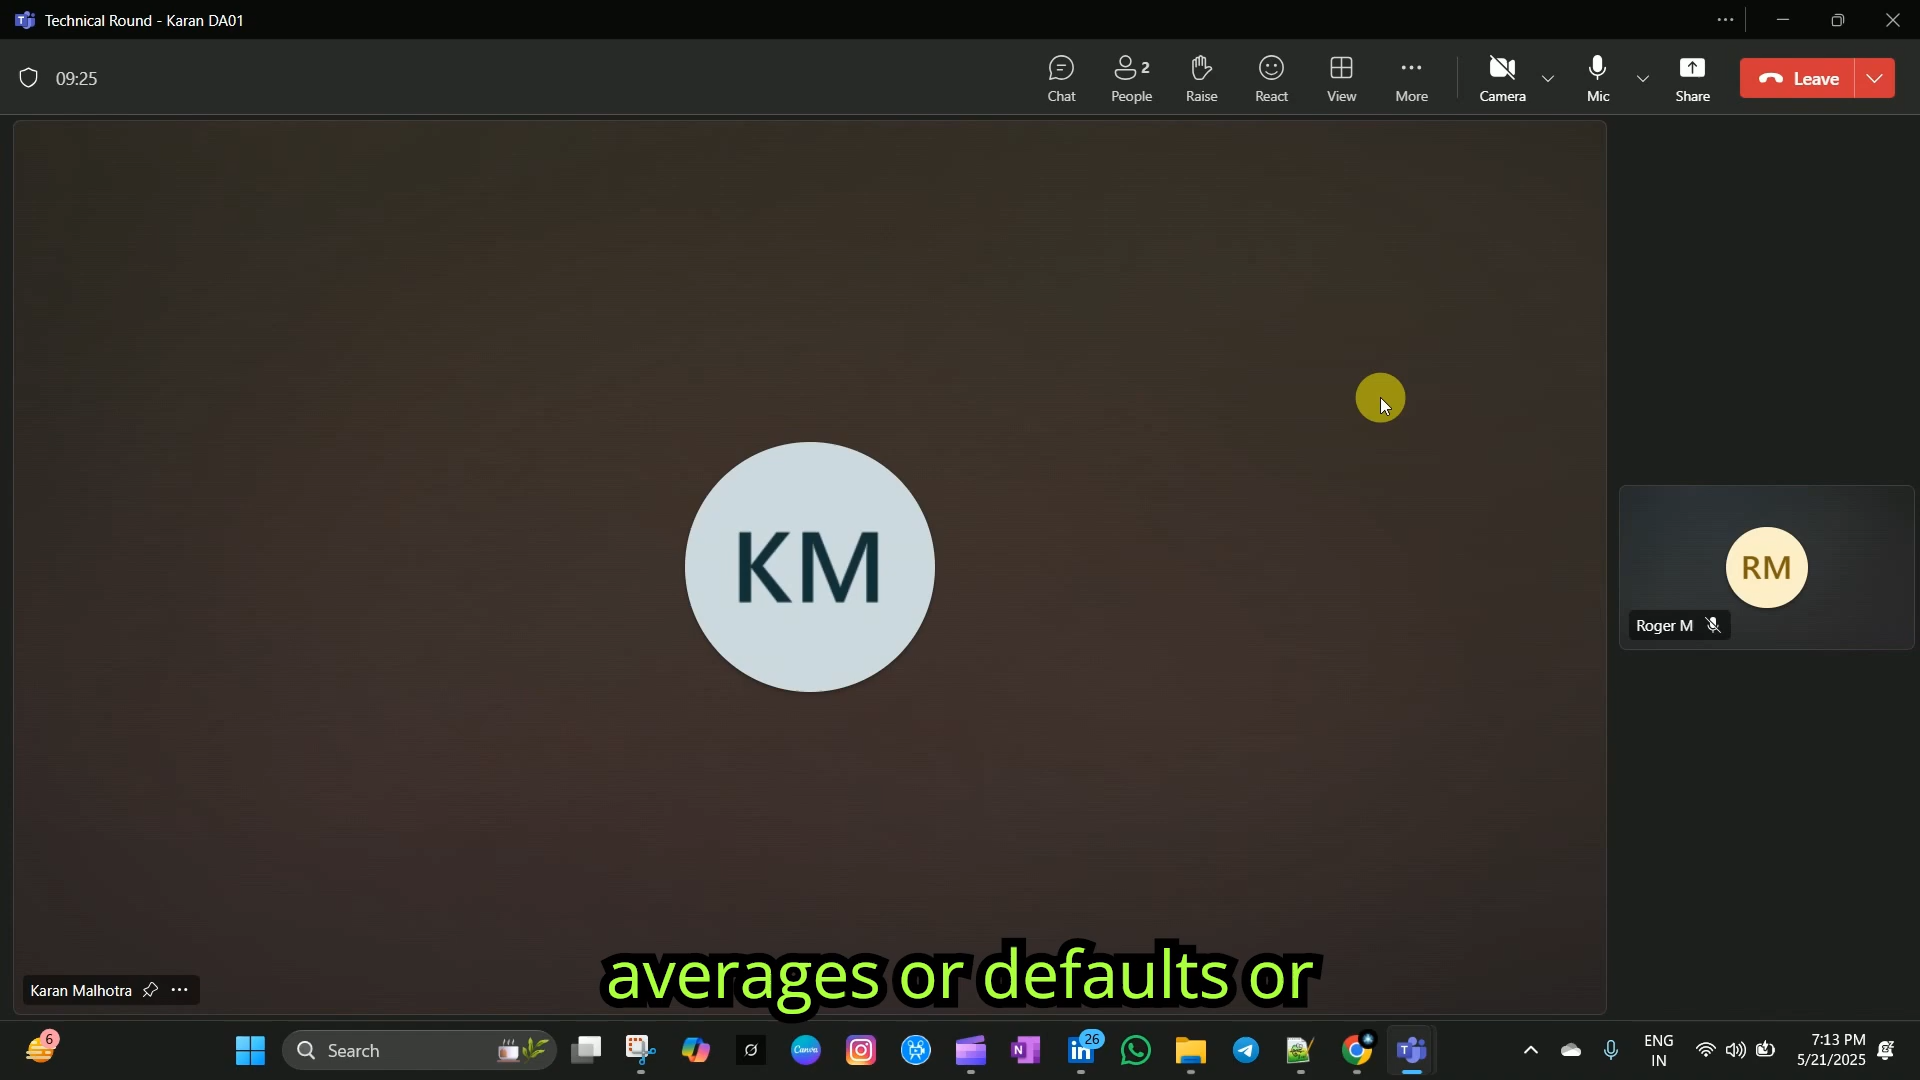 Technical Round - Karan DA01
09:25
Chat
2
People
Raise
React
View
More
Camera
Mic
Share
Leave
KM
RM
Roger M
Karan Malhotra
averages or defaults or
6
Search
Canva
26
ENG
IN
7:13 PM
5/21/2025